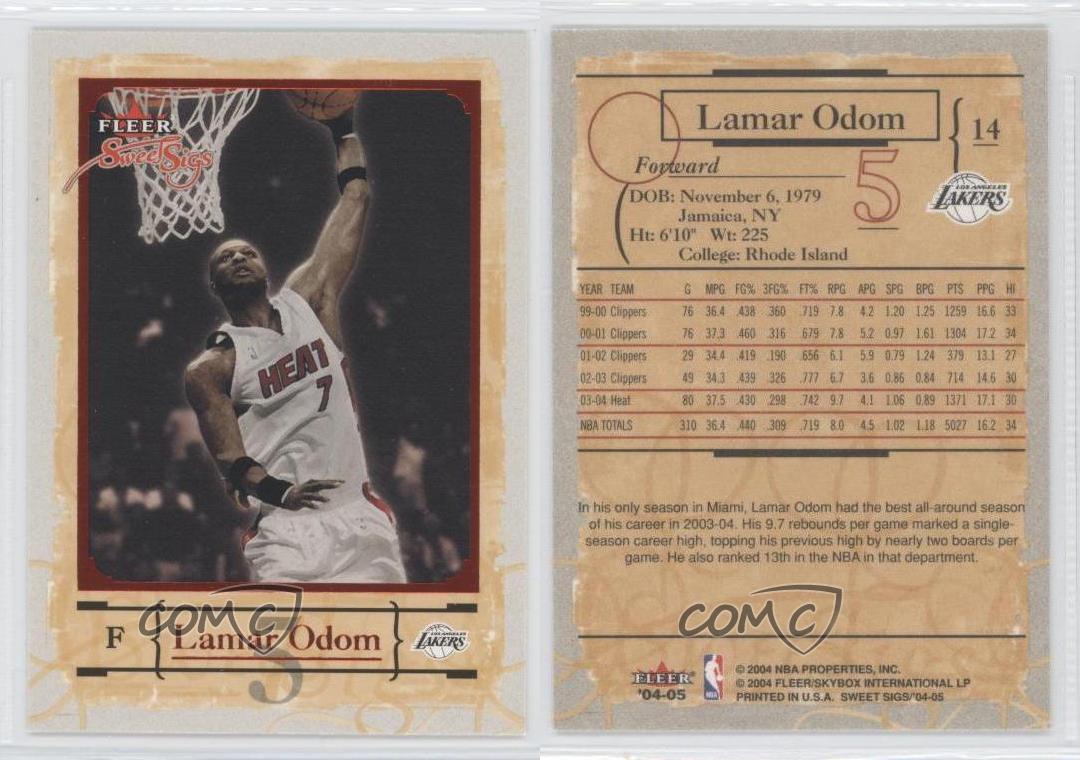 FLEER
Sweet Sigs
HEAT
7
F
Lamar Odom
LOS ANGELES
LAKERS
COMC
Lamar Odom
14
Forward
5
DOB: November 6, 1979
Jamaica, NY
Ht: 6'10" Wt: 225
College: Rhode Island
LOS ANGELES
LAKERS
YEAR TEAM G MPG FG% 3FG% FT% RPG APG SPG BPG PTS PPG HI
99-00 Clippers 76 36.4 .438 .360 .719 7.8 4.2 1.20 1.25 1259 16.6 33
00-01 Clippers 76 37.3 .460 .316 .679 7.8 5.2 0.97 1.61 1304 17.2 34
01-02 Clippers 29 34.4 .419 .190 .656 6.1 5.9 0.79 1.24 379 13.1 27
02-03 Clippers 49 34.3 .439 .326 .777 6.7 3.6 0.86 0.84 714 14.6 30
03-04 Heat 80 37.5 .430 .298 .742 9.7 4.1 1.06 0.89 1371 17.1 30
NBA TOTALS 310 36.4 .440 .309 .719 8.0 4.5 1.02 1.18 5027 16.2 34
In his only season in Miami, Lamar Odom had the best all-around season
of his career in 2003-04. His 9.7 rebounds per game marked a single-
season career high, topping his previous high by nearly two boards per
game. He also ranked 13th in the NBA in that department.
COMC
FLEER
'04-05
NBA
© 2004 NBA PROPERTIES, INC.
© 2004 FLEER/SKYBOX INTERNATIONAL LP
PRINTED IN U.S.A. SWEET SIGS/'04-05